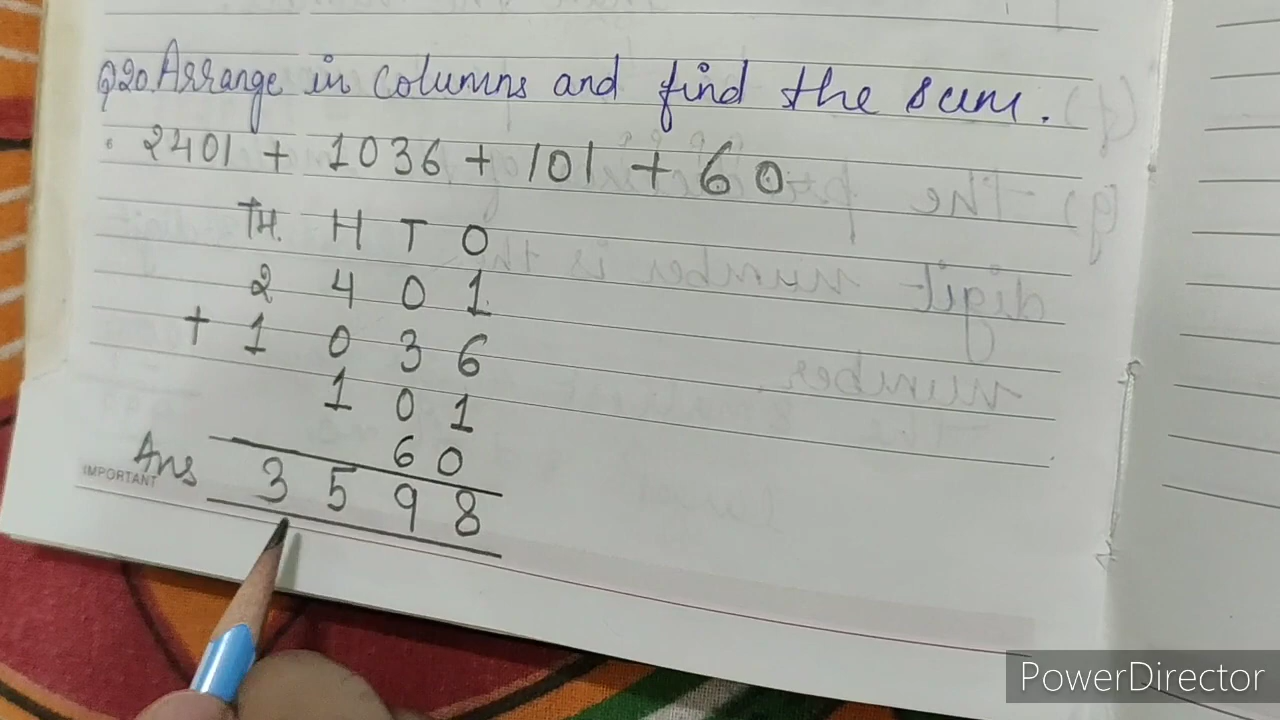 Q20. Arrange in columns and find the sum.
2401 + 1036 + 101 + 60
TH. H T O
2 4 0 1
+ 1 0 3 6
1 0 1
6 0
Ans 3 5 9 8
IMPORTANT
PowerDirector